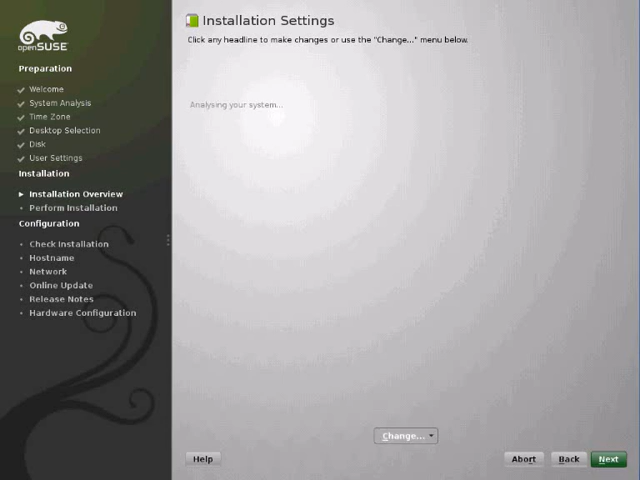 openSUSE
Preparation
Welcome
System Analysis
Time Zone
Desktop Selection
Disk
User Settings
Installation
Installation Overview
Perform Installation
Configuration
Check Installation
Hostname
Network
Online Update
Release Notes
Hardware Configuration
Installation Settings
Click any headline to make changes or use the "Change..." menu below.
Analysing your system...
Change...
Help
Abort
Back
Next